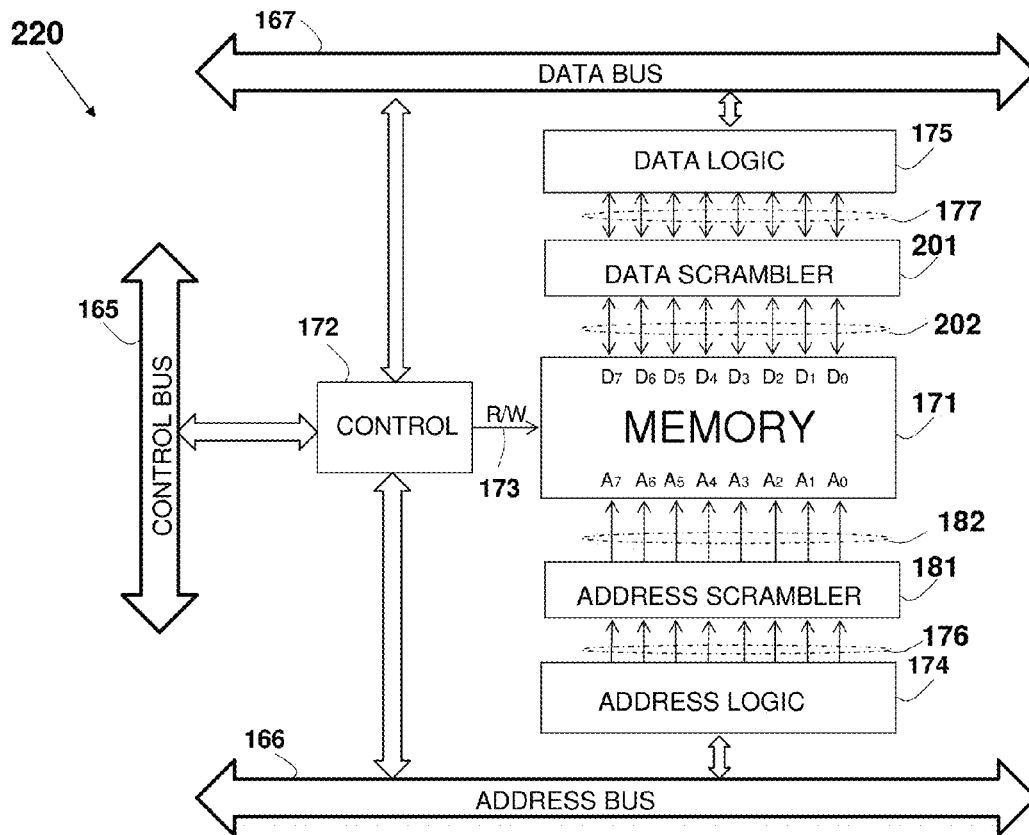 220
167
DATA BUS
DATA LOGIC
175
177
DATA SCRAMBLER
201
202
165
CONTROL BUS
172
CONTROL
R/W
173
D7 D6 D5 D4 D3 D2 D1 D0
MEMORY
A7 A6 A5 A4 A3 A2 A1 A0
171
182
ADDRESS SCRAMBLER
181
176
ADDRESS LOGIC
174
166
ADDRESS BUS